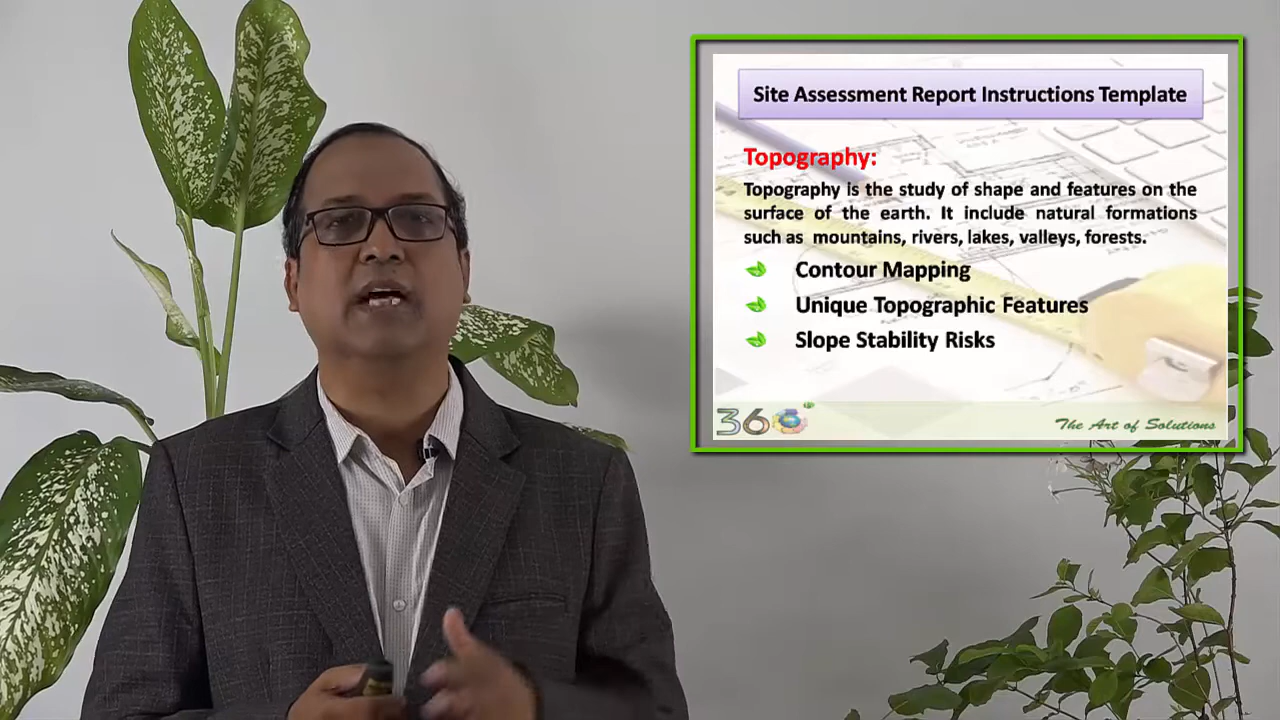 Site Assessment Report Instructions Template
Topography:
Topography is the study of shape and features on the
surface of the earth. It include natural formations
such as mountains, rivers, lakes, valleys, forests.
Contour Mapping
Unique Topographic Features
Slope Stability Risks
360
The Art of Solutions